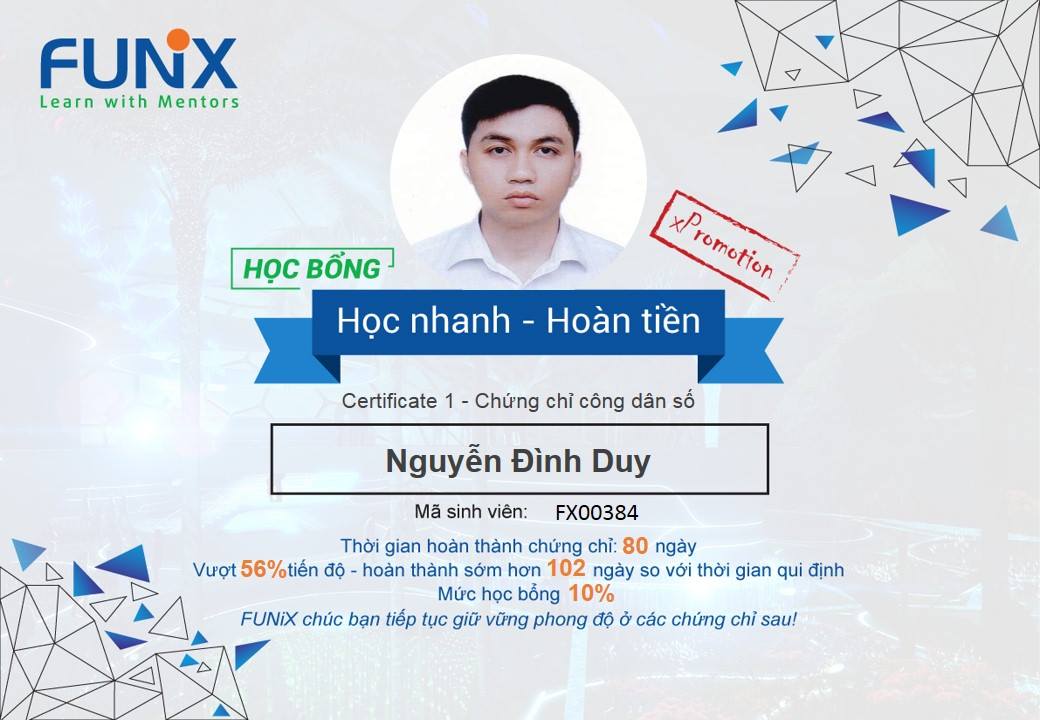 FUNiX
Learn with Mentors
xPromotion
HỌC BỔNG
Học nhanh - Hoàn tiền
Certificate 1 - Chứng chỉ công dân số
Nguyễn Đình Duy
Mã sinh viên: FX00384
Thời gian hoàn thành chứng chỉ: 80 ngày
Vượt 56%tiến độ - hoàn thành sớm hơn 102 ngày so với thời gian qui định
Mức học bổng 10%
FUNiX chúc bạn tiếp tục giữ vững phong độ ở các chứng chỉ sau!